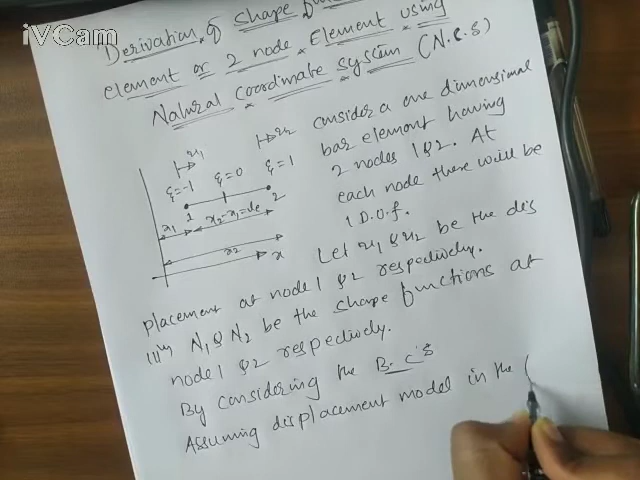 iVCam
Derivation of Shape
element or 2 node Element using
Natural coordinate system (N.C.S)
consider a one dimensional
bar element having
2 nodes 1 & 2. At
each node there will be
1 D.O.F.
u1 u2
ξ=-1 ξ=0 ξ=1
1 2
x1 x2-x1=le
x2
x
Let u1 & u2 be the dis
placement at node 1 & 2 respectively.
|||ly N1 & N2 be the shape functions at
node 1 & 2 respectively.
By considering the B.C's
Assuming displacement model in the (